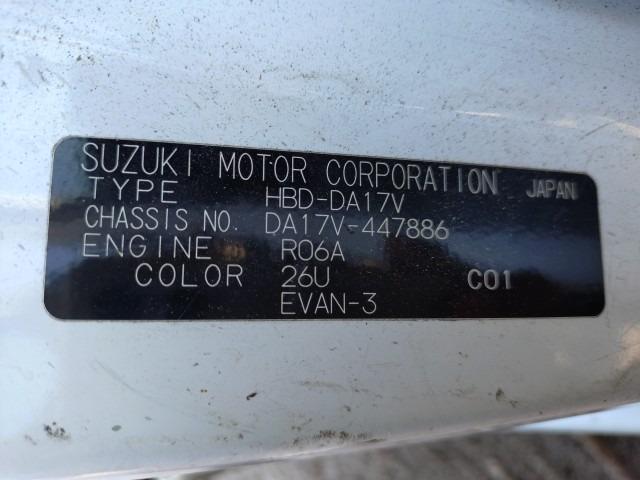 SUZUKI MOTOR CORPORATION JAPAN
TYPE HBD-DA17V
CHASSIS NO. DA17V-447886
ENGINE R06A
COLOR 26U C01
EVAN-3